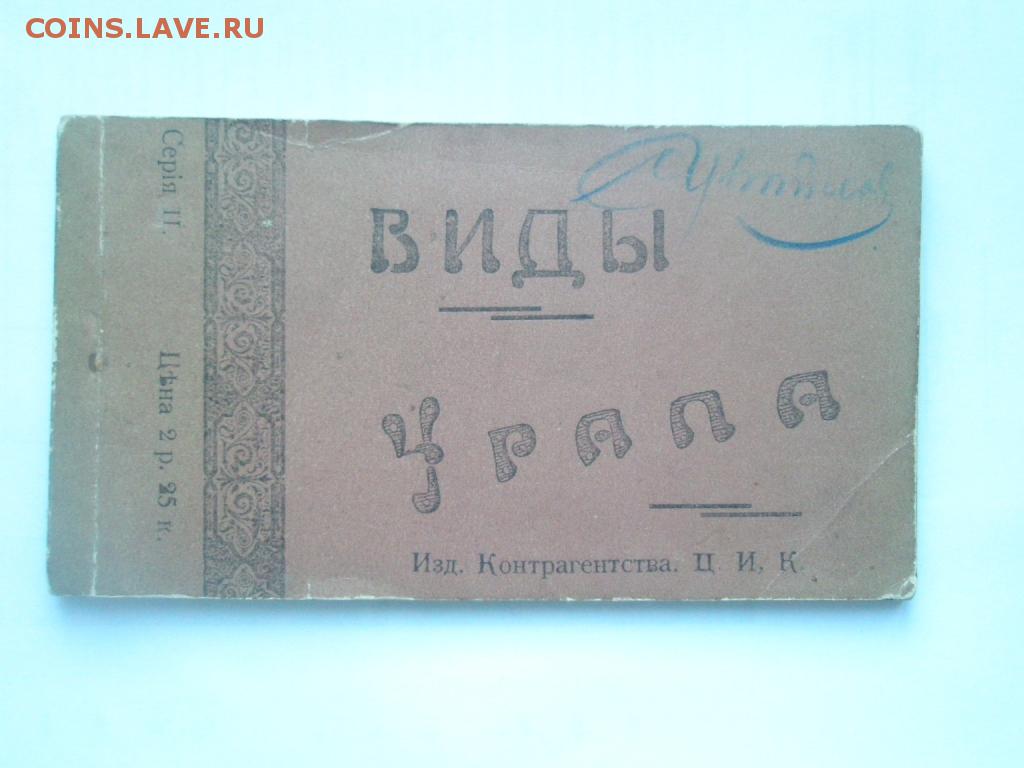 COINS.LAVE.RU
Серія II.
Цѣна 2 р. 25 к.
ВИДЫ
УРАЛА
Изд. Контрагентства. Ц. И, К.